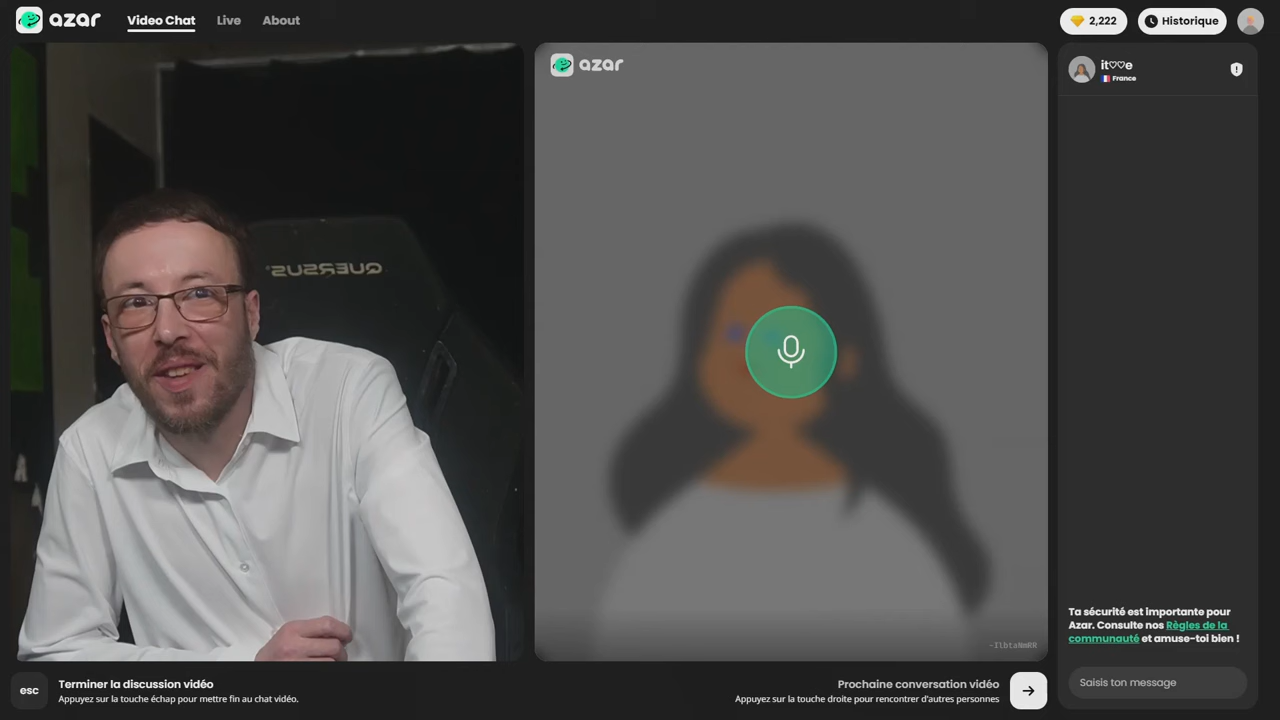 azar
Video Chat
Live
About
2,222
Historique
QUERSUS
azar
it♡♡e
France
Ta sécurité est importante pour
Azar. Consulte nos Règles de la
communauté et amuse-toi bien !
Saisis ton message
~IlbtaNmRR
esc
Terminer la discussion vidéo
Appuyez sur la touche échap pour mettre fin au chat vidéo.
Prochaine conversation vidéo
Appuyez sur la touche droite pour rencontrer d'autres personnes